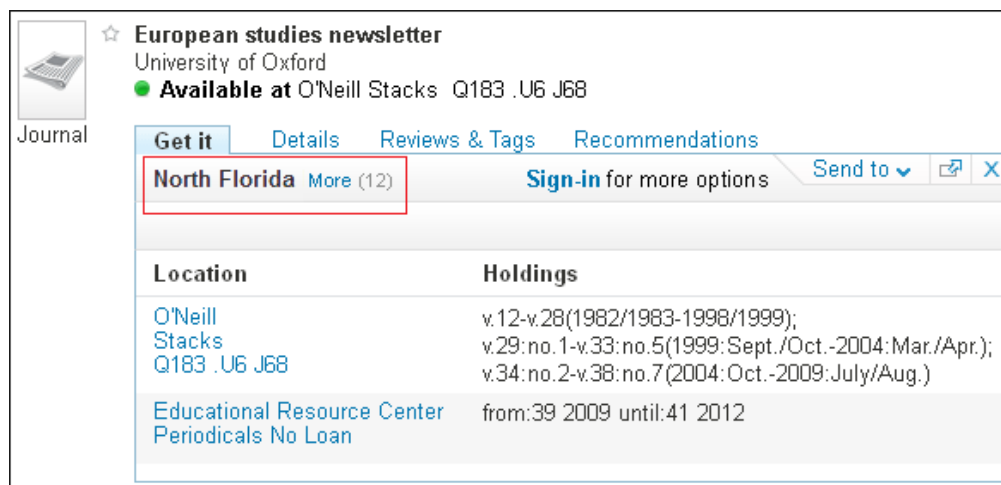 European studies newsletter
University of Oxford
Available at O'Neill Stacks Q183 .U6 J68
Journal
Get it Details Reviews & Tags Recommendations
North Florida More (12) Sign-in for more options Send to X
Location Holdings
O'Neill
Stacks
Q183 .U6 J68
v.12-v.28(1982/1983-1998/1999);
v.29:no.1-v.33:no.5(1999:Sept./Oct.-2004:Mar./Apr.);
v.34:no.2-v.38:no.7(2004:Oct.-2009:July/Aug.)
Educational Resource Center
Periodicals No Loan
from:39 2009 until:41 2012